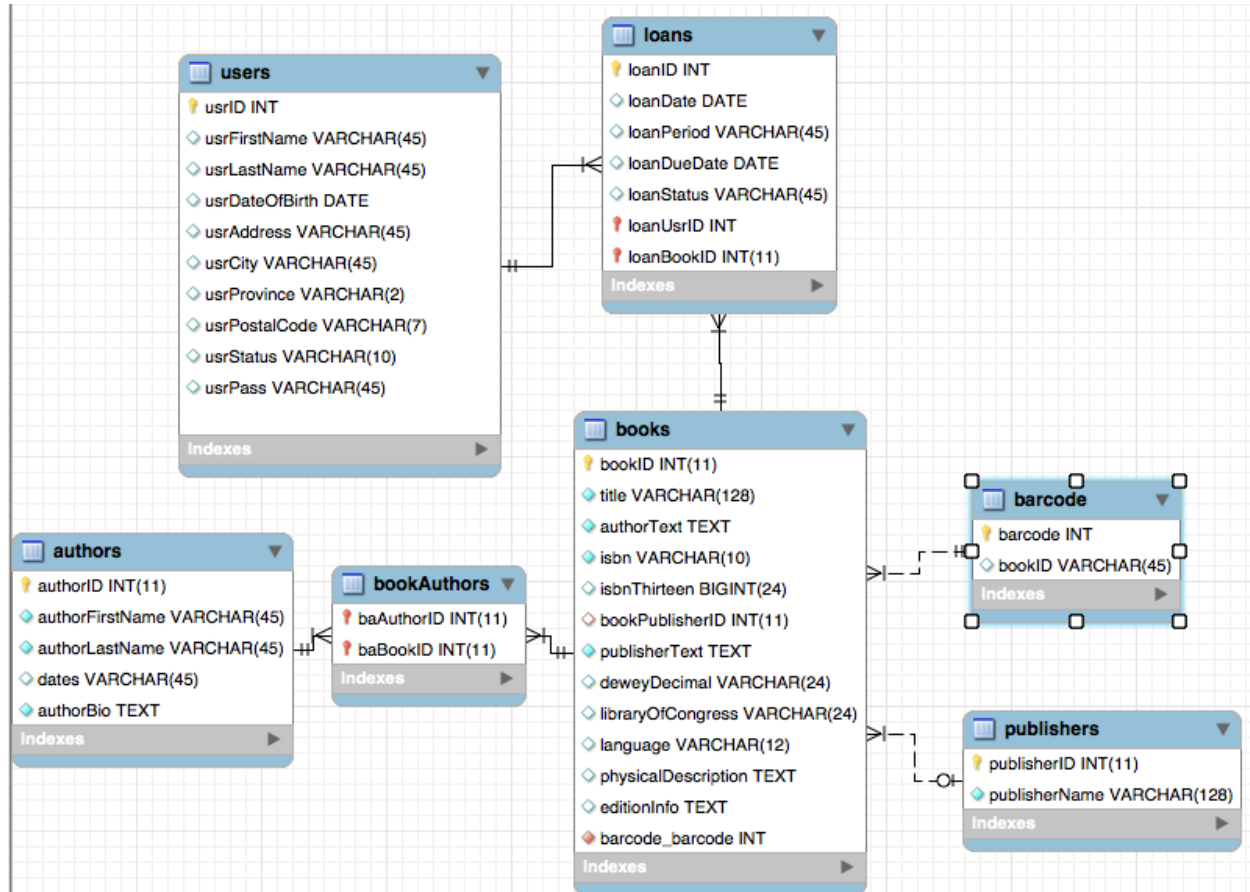 users
usrID INT
usrFirstName VARCHAR(45)
usrLastName VARCHAR(45)
usrDateOfBirth DATE
usrAddress VARCHAR(45)
usrCity VARCHAR(45)
usrProvince VARCHAR(2)
usrPostalCode VARCHAR(7)
usrStatus VARCHAR(10)
usrPass VARCHAR(45)
Indexes
loans
loanID INT
loanDate DATE
loanPeriod VARCHAR(45)
loanDueDate DATE
loanStatus VARCHAR(45)
loanUsrID INT
loanBookID INT(11)
Indexes
authors
authorID INT(11)
authorFirstName VARCHAR(45)
authorLastName VARCHAR(45)
dates VARCHAR(45)
authorBio TEXT
Indexes
bookAuthors
baAuthorID INT(11)
baBookID INT(11)
Indexes
books
bookID INT(11)
title VARCHAR(128)
authorText TEXT
isbn VARCHAR(10)
isbnThirteen BIGINT(24)
bookPublisherID INT(11)
publisherText TEXT
deweyDecimal VARCHAR(24)
libraryOfCongress VARCHAR(24)
language VARCHAR(12)
physicalDescription TEXT
editionInfo TEXT
barcode_barcode INT
Indexes
barcode
barcode INT
bookID VARCHAR(45)
Indexes
publishers
publisherID INT(11)
publisherName VARCHAR(128)
Indexes